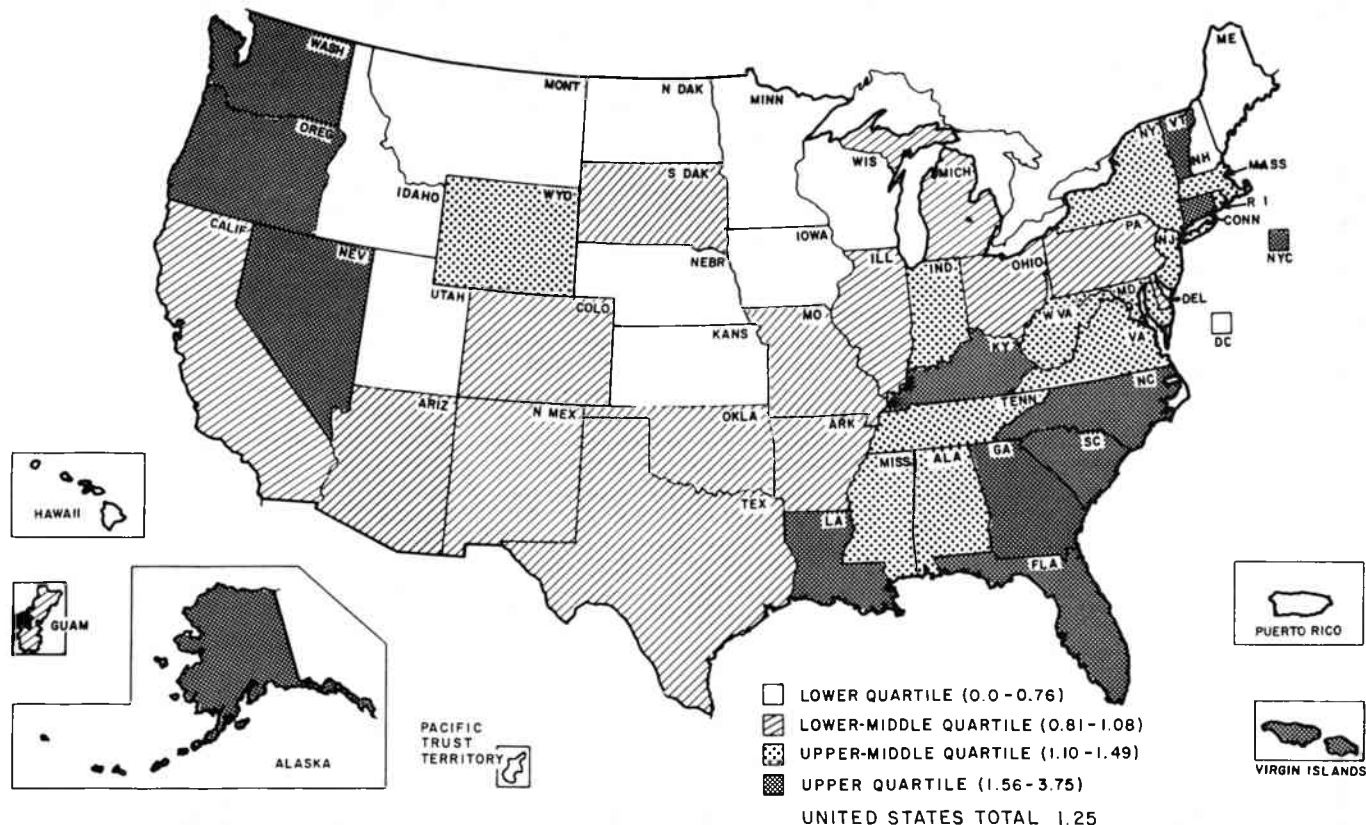 WASH
MONT
N DAK
MINN
ME
OREG
IDAHO
WYO
S DAK
WIS
MICH
NY
VT
NH
MASS
R I
CONN
NYC
CALIF
NEV
UTAH
COLO
NEBR
IOWA
ILL
IND
OHIO
PA
NJ
MD
DEL
DC
KANS
MO
KY
W VA
VA
ARIZ
N MEX
OKLA
ARK
TENN
NC
SC
TEX
LA
MISS
ALA
GA
FLA
HAWAII
GUAM
ALASKA
PACIFIC
TRUST
TERRITORY
PUERTO RICO
VIRGIN ISLANDS
LOWER QUARTILE (0.0-0.76)
LOWER-MIDDLE QUARTILE (0.81-1.08)
UPPER-MIDDLE QUARTILE (1.10-1.49)
UPPER QUARTILE (1.56-3.75)
UNITED STATES TOTAL 1.25